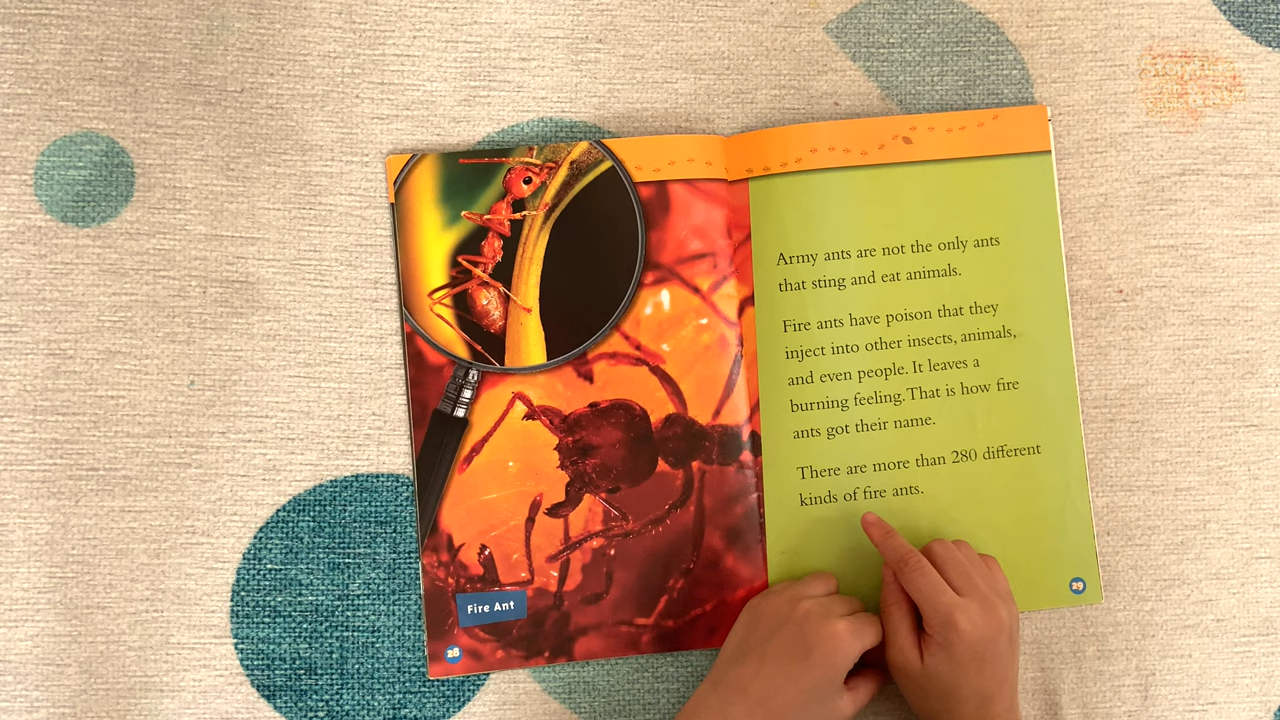 Fire Ant
28
Army ants are not the only ants
that sting and eat animals.
Fire ants have poison that they
inject into other insects, animals,
and even people. It leaves a
burning feeling. That is how fire
ants got their name.
There are more than 280 different
kinds of fire ants.
29